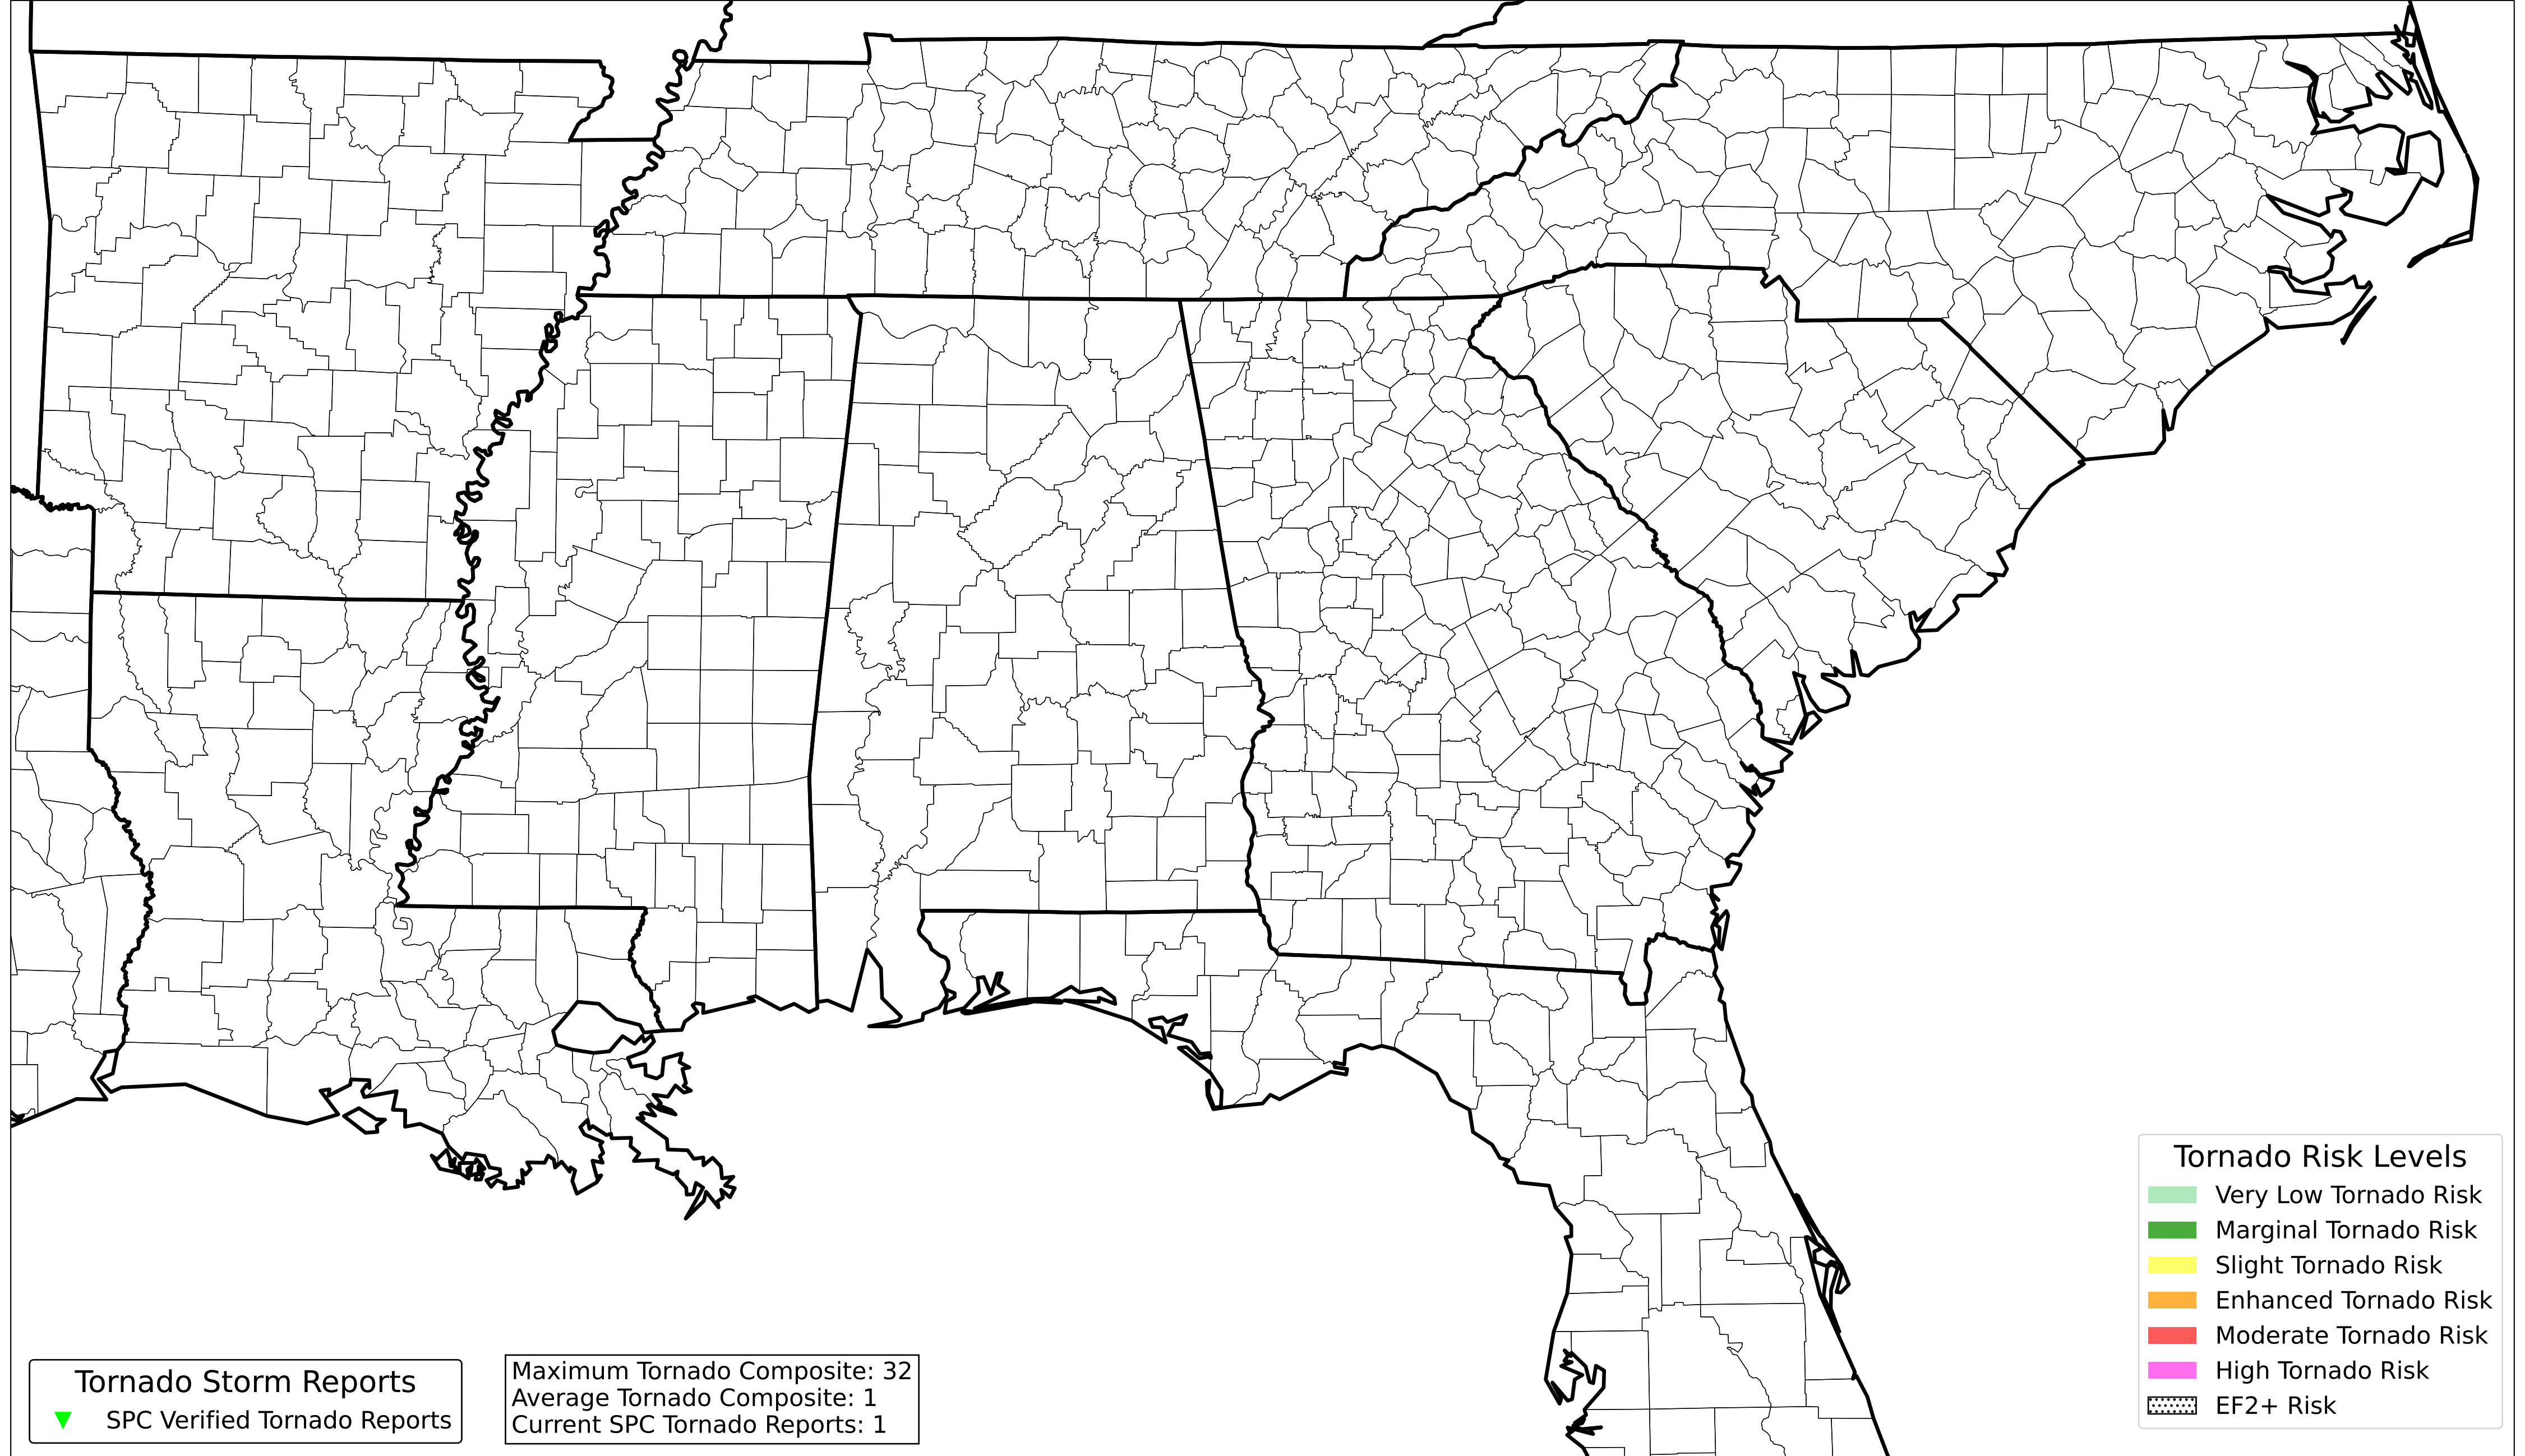 Tornado Risk Levels
Very Low Tornado Risk
Marginal Tornado Risk
Slight Tornado Risk
Enhanced Tornado Risk
Moderate Tornado Risk
High Tornado Risk
EF2+ Risk
Tornado Storm Reports
SPC Verified Tornado Reports
Maximum Tornado Composite: 32
Average Tornado Composite: 1
Current SPC Tornado Reports: 1